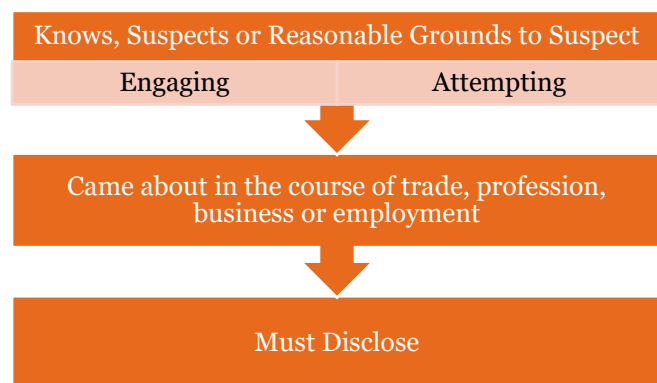 Knows, Suspects or Reasonable Grounds to Suspect
Engaging
Attempting
Came about in the course of trade, profession,
business or employment
Must Disclose